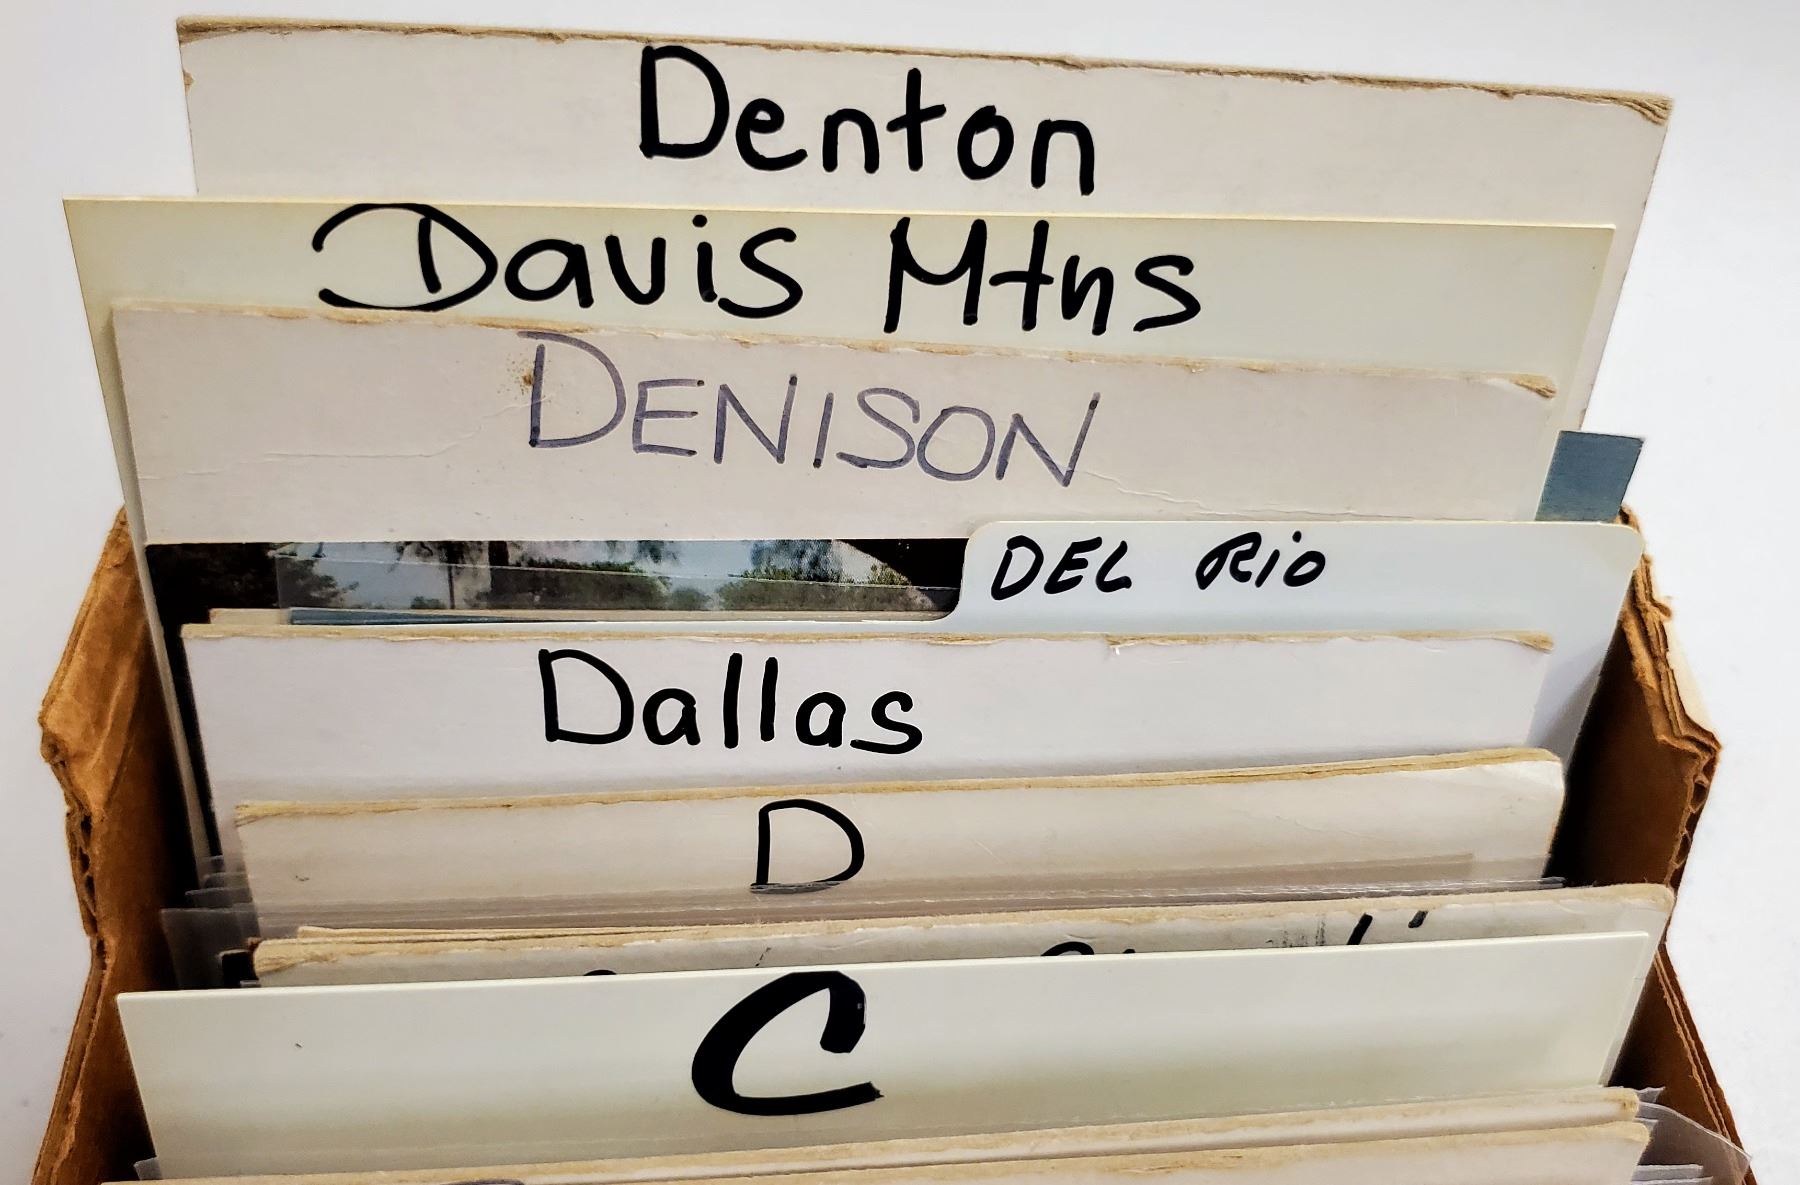 Denton
Davis Mtns
DENISON
DEL Rio
Dallas
D
C